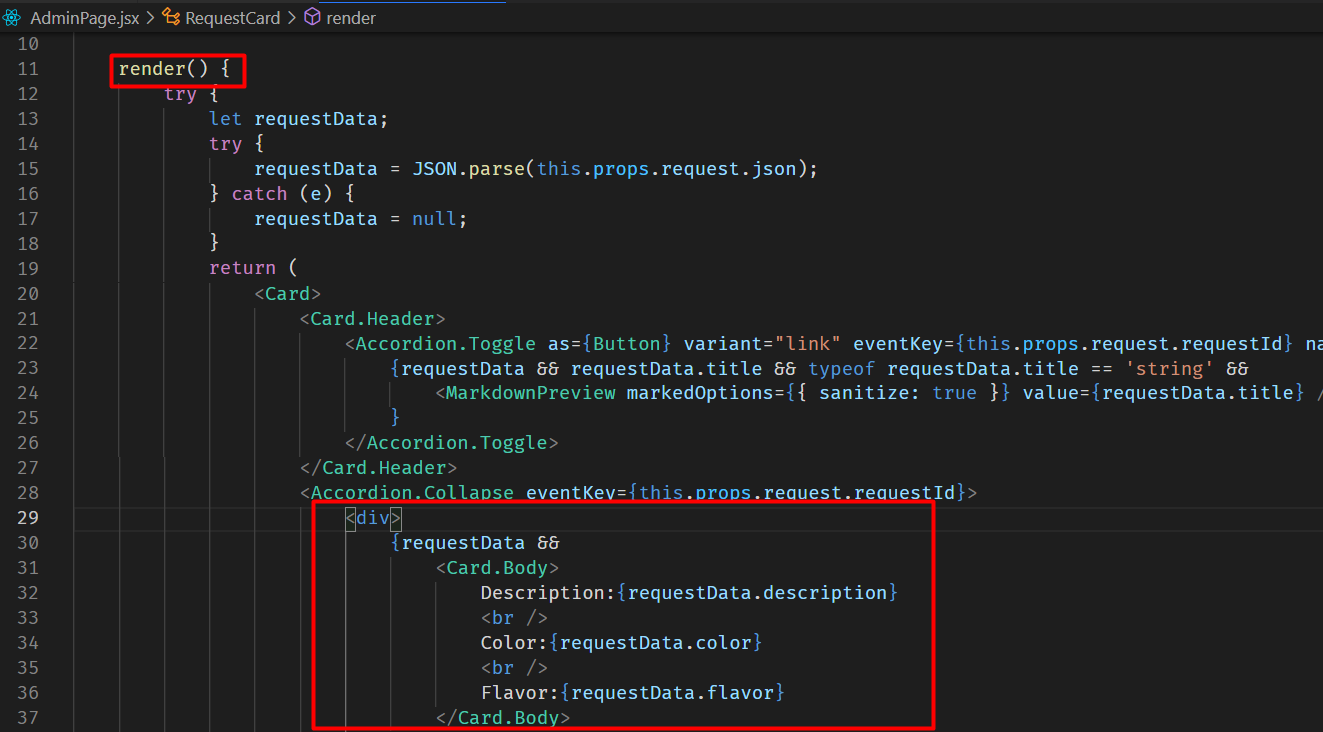 AdminPage.jsx > RequestCard > render
10
11 render() {
12 try {
13 let requestData;
14 try {
15 requestData = JSON.parse(this.props.request.json);
16 } catch (e) {
17 requestData = null;
18 }
19 return (
20 <Card>
21 <Card.Header>
22 <Accordion.Toggle as={Button} variant="link" eventKey={this.props.request.requestId} na
23 {requestData && requestData.title && typeof requestData.title == 'string' &&
24 <MarkdownPreview markedOptions={{ sanitize: true }} value={requestData.title} /
25 }
26 </Accordion.Toggle>
27 </Card.Header>
28 <Accordion.Collapse eventKey={this.props.request.requestId}>
29 <div>
30 {requestData &&
31 <Card.Body>
32 Description:{requestData.description}
33 <br />
34 Color:{requestData.color}
35 <br />
36 Flavor:{requestData.flavor}
37 </Card.Body>